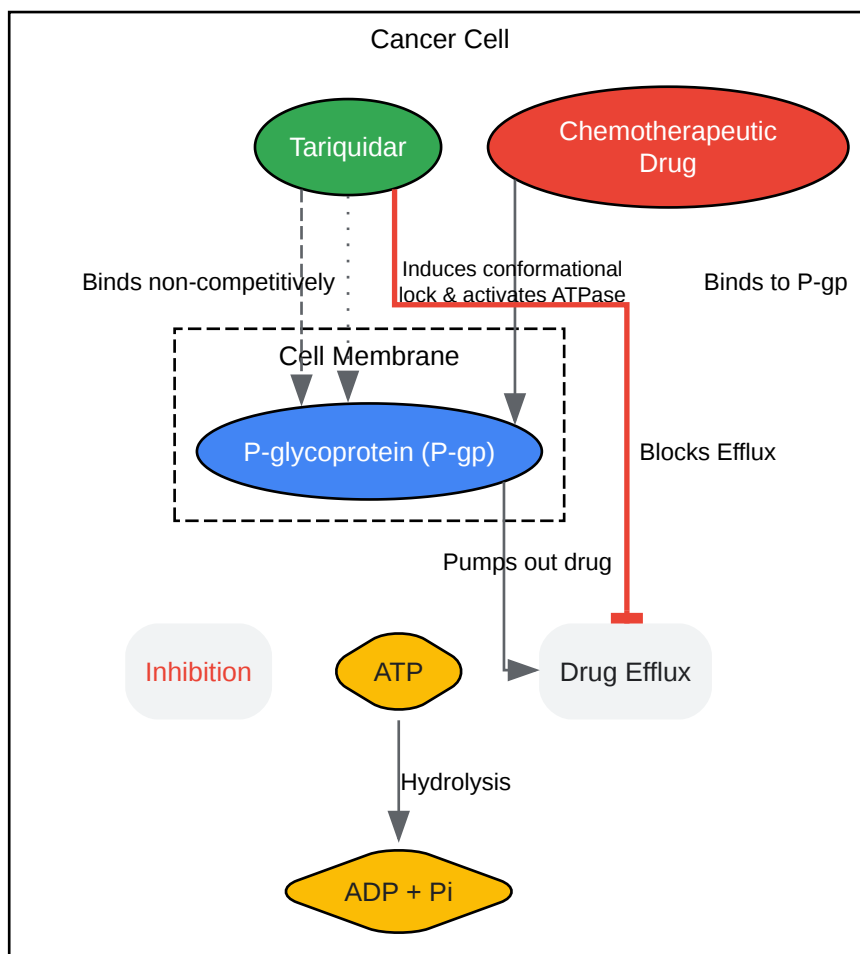 Cancer Cell
Tariquidar
Chemotherapeutic
Drug
Binds non-competitively
Induces conformational
lock & activates ATPase
Binds to P-gp
Cell Membrane
P-glycoprotein (P-gp)
Blocks Efflux
Pumps out drug
Inhibition
ATP
Drug Efflux
Hydrolysis
ADP + Pi